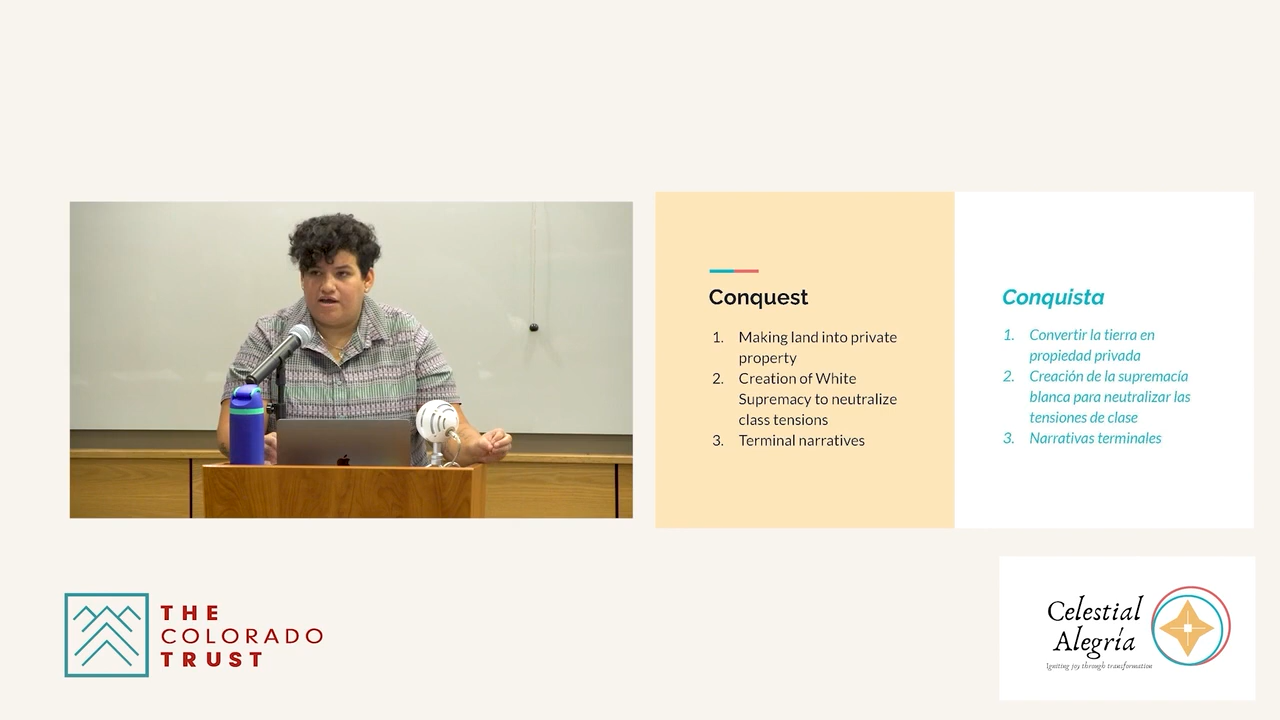 Conquest
1. Making land into private
property
2. Creation of White
Supremacy to neutralize
class tensions
3. Terminal narratives
Conquista
1. Convertir la tierra en
propiedad privada
2. Creación de la supremacía
blanca para neutralizar las
tensiones de clase
3. Narrativas terminales
THE
COLORADO
TRUST
Celestial
Alegría
Igniting joy through transformation